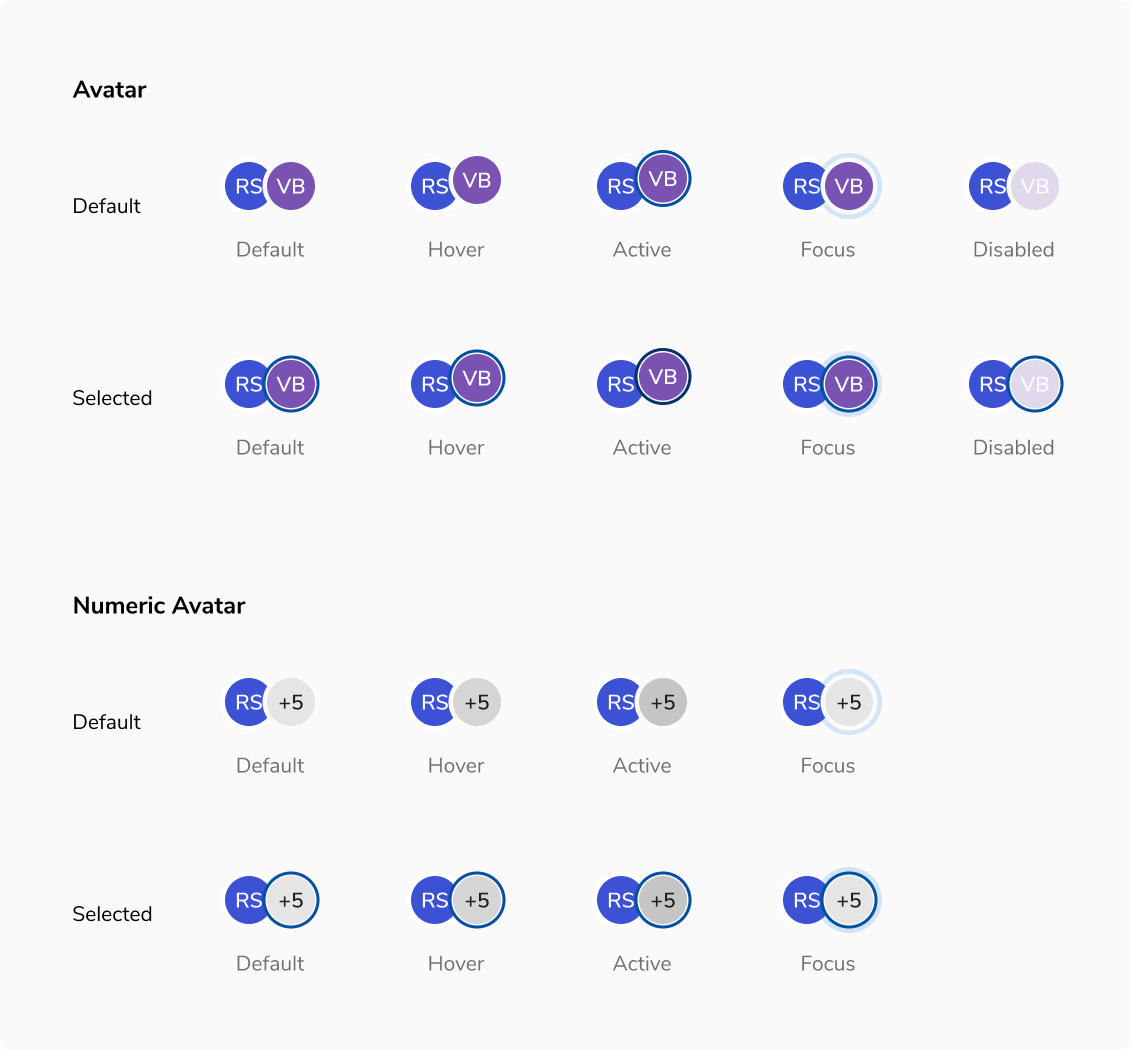 Avatar
RS VB RS VB RS VB RS VB RS VB
Default
Default Hover Active Focus Disabled
RS VB RS VB RS VB RS VB RS VB
Selected
Default Hover Active Focus Disabled
Numeric Avatar
RS +5 RS +5 RS +5 RS +5
Default
Default Hover Active Focus
RS +5 RS +5 RS +5 RS +5
Selected
Default Hover Active Focus